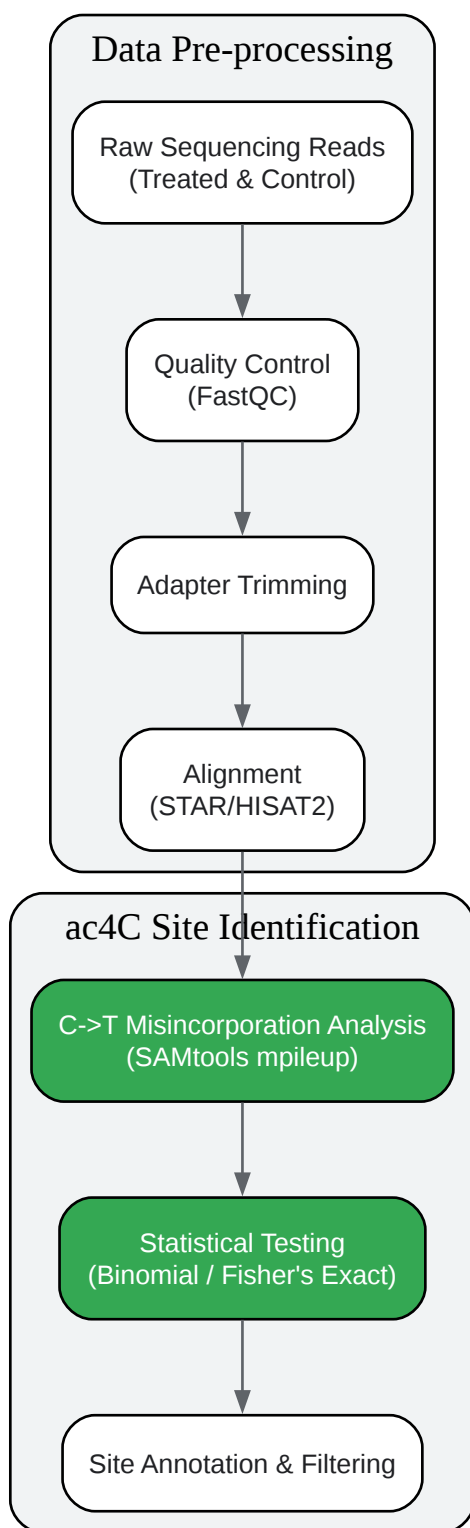 Data Pre-processing
Raw Sequencing Reads
(Treated & Control)
Quality Control
(FastQC)
Adapter Trimming
Alignment
(STAR/HISAT2)
ac4C Site Identification
C->T Misincorporation Analysis
(SAMtools mpileup)
Statistical Testing
(Binomial / Fisher's Exact)
Site Annotation & Filtering